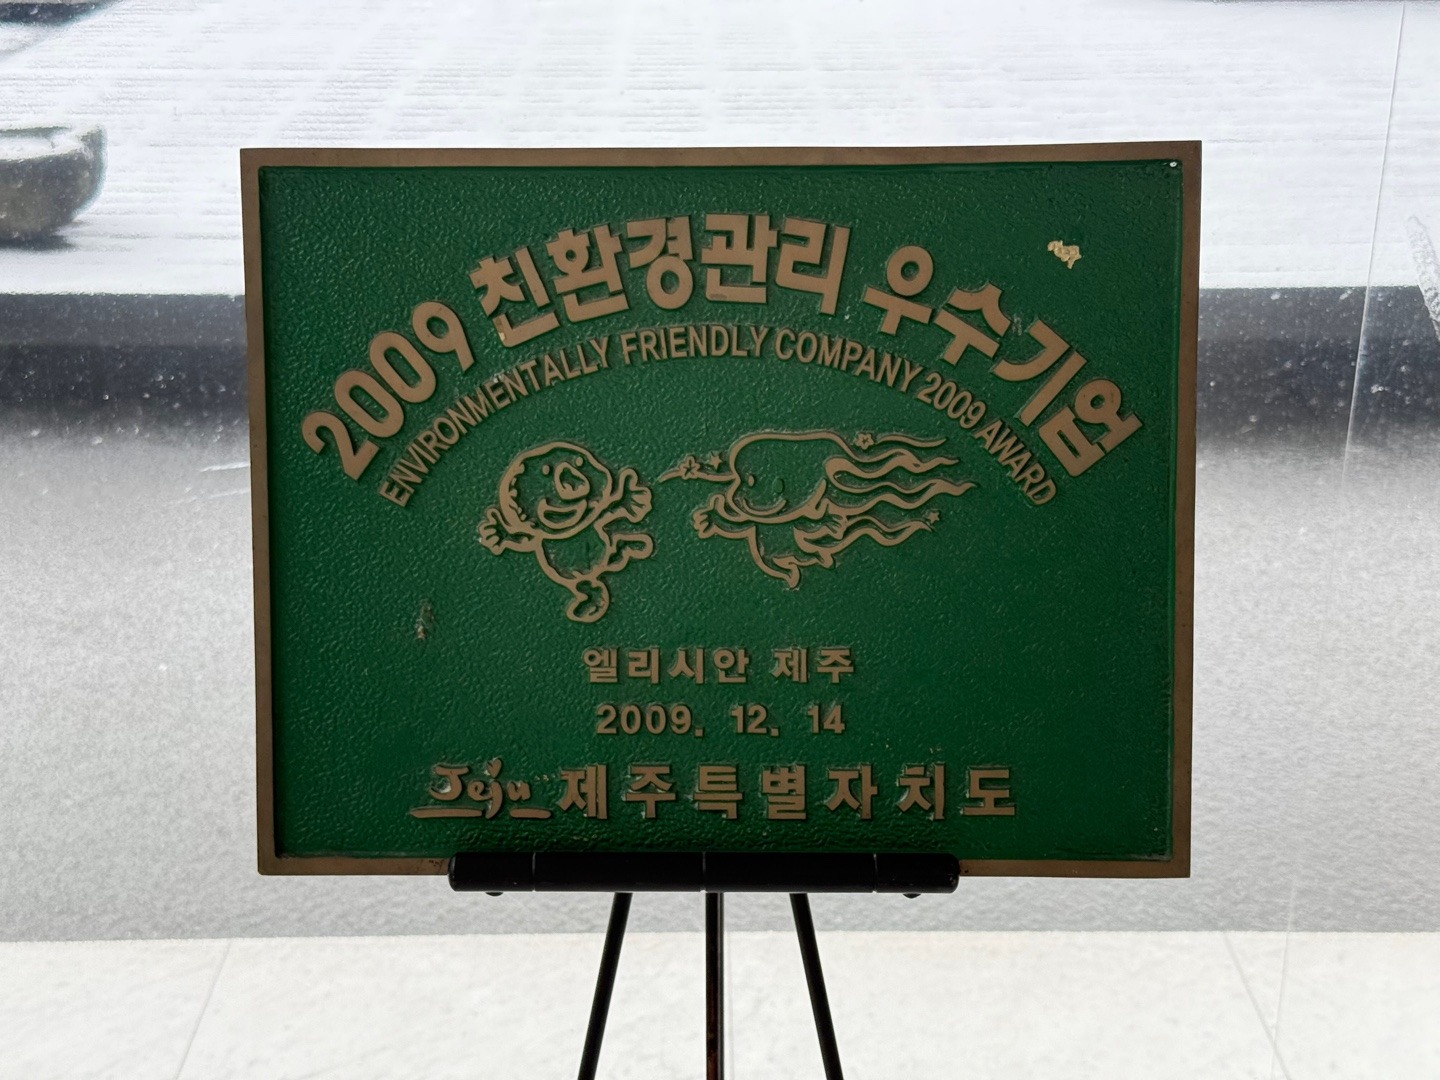 2009 친환경관리 우수기업
ENVIRONMENTALLY FRIENDLY COMPANY 2009 AWARD
엘리시안 제주
2009. 12. 14
Jeju 제주특별자치도